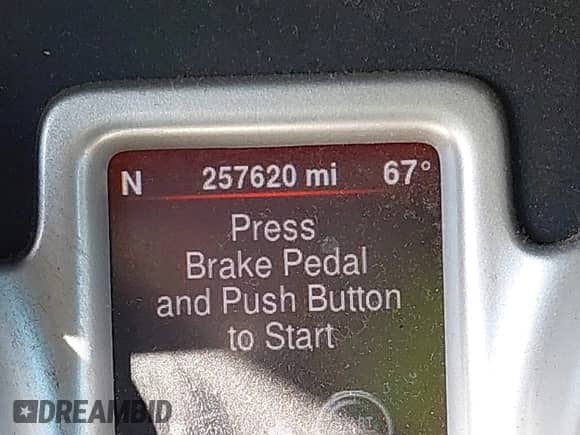 N 257620 mi 67°
Press
Brake Pedal
and Push Button
to Start
DREAMBID